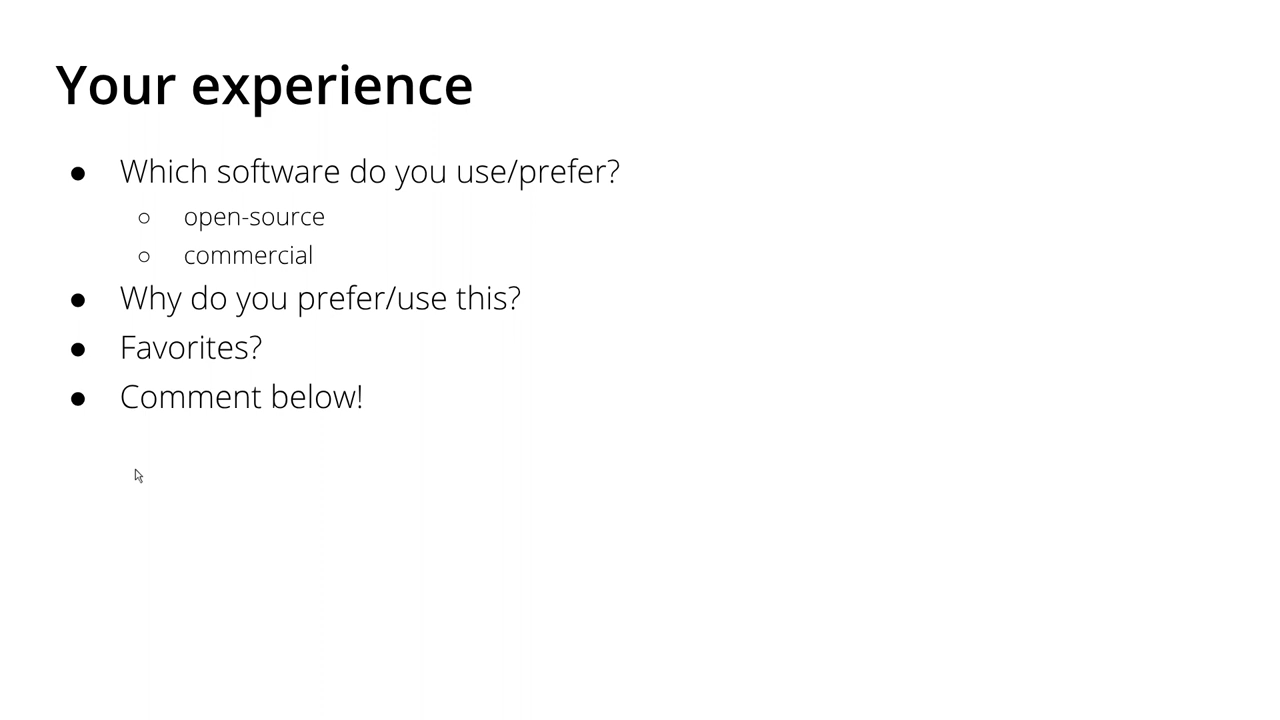 Your experience
● Which software do you use/prefer?
○ open-source
○ commercial
● Why do you prefer/use this?
● Favorites?
● Comment below!